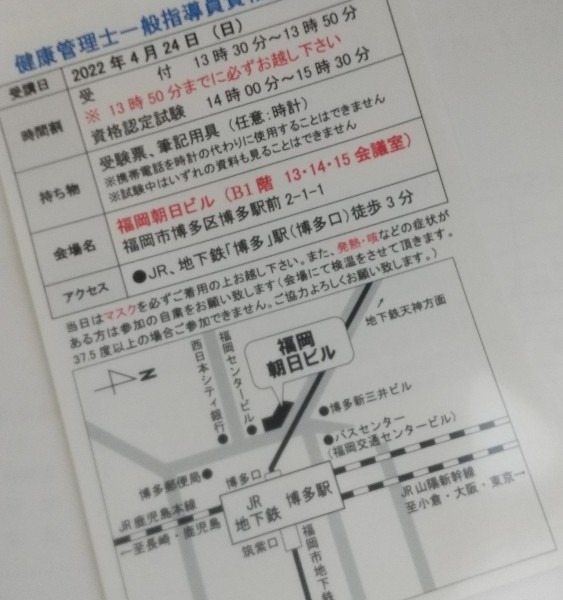 健康管理士一般指導員資格
受講日 2022年4月24日（日）
時間割 受 付 13時30分～13時50分
※ 13時50分までに必ずお越し下さい
資格認定試験 14時00分～15時30分
持ち物 受験票、筆記用具（任意:時計）
※携帯電話を時計の代わりに使用することはできません
※試験中はいずれの資料も見ることはできません
会場名 福岡朝日ビル（B1階 13・14・15会議室）
福岡市博多区博多駅前2-1-1
アクセス ●JR、地下鉄「博多」駅（博多口）徒歩3分
当日はマスクを必ずご着用の上お越し下さい。また、発熱・咳などの症状が
ある方は参加の自粛をお願い致します（会場にて検温をさせて頂きます。
37.5度以上の場合ご参加できません。ご協力よろしくお願い致します。）
N
西日本シティ銀行
福岡センタービル
福岡
朝日ビル
地下鉄天神方面
博多新三井ビル
バスセンター
（福岡交通センタービル）
博多郵便局
博多口
JR
地下鉄
博多駅
JR鹿児島本線
←至長崎・鹿児島
JR山陽新幹線
至小倉・大阪・東京→
筑紫口
福岡市地下鉄